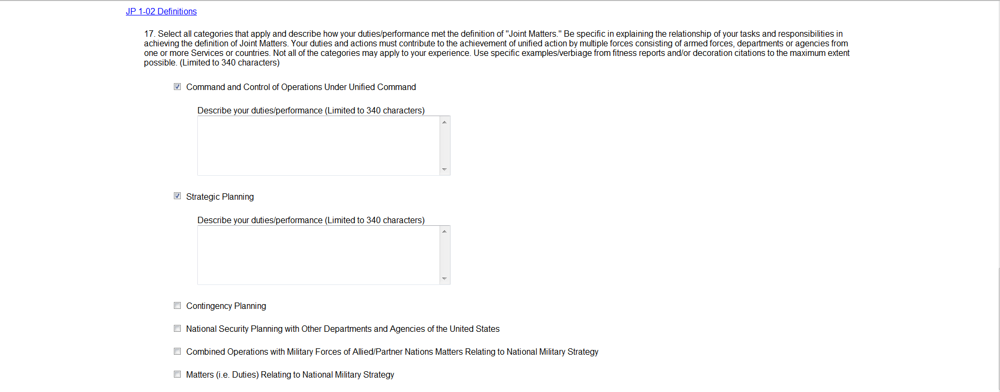 JP 1-02 Definitions
17. Select all categories that apply and describe how your duties/performance met the definition of "Joint Matters." Be specific in explaining the relationship of your tasks and responsibilities in
achieving the definition of Joint Matters. Your duties and actions must contribute to the achievement of unified action by multiple forces consisting of armed forces, departments or agencies from
one or more Services or countries. Not all of the categories may apply to your experience. Use specific examples/verbiage from fitness reports and/or decoration citations to the maximum extent
possible. (Limited to 340 characters)
Command and Control of Operations Under Unified Command
Describe your duties/performance (Limited to 340 characters)
Strategic Planning
Describe your duties/performance (Limited to 340 characters)
Contingency Planning
National Security Planning with Other Departments and Agencies of the United States
Combined Operations with Military Forces of Allied/Partner Nations Matters Relating to National Military Strategy
Matters (i.e. Duties) Relating to National Military Strategy